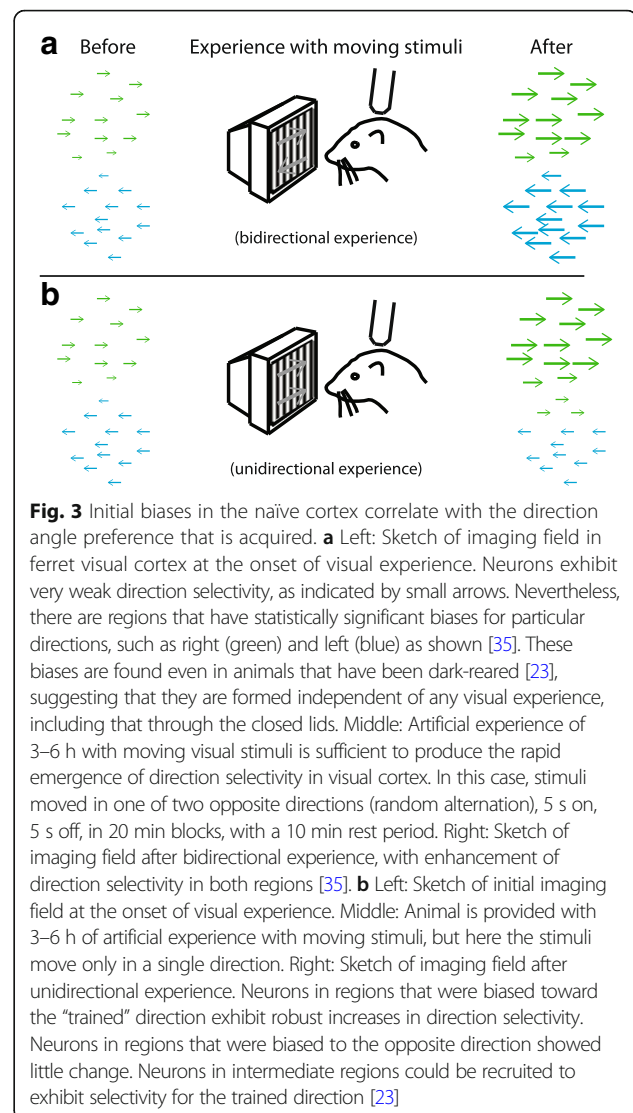 a Before Experience with moving stimuli After
(bidirectional experience)
b
(unidirectional experience)
Fig. 3 Initial biases in the naïve cortex correlate with the direction
angle preference that is acquired. a Left: Sketch of imaging field in
ferret visual cortex at the onset of visual experience. Neurons exhibit
very weak direction selectivity, as indicated by small arrows. Nevertheless,
there are regions that have statistically significant biases for particular
directions, such as right (green) and left (blue) as shown [35]. These
biases are found even in animals that have been dark-reared [23],
suggesting that they are formed independent of any visual experience,
including that through the closed lids. Middle: Artificial experience of
3–6 h with moving visual stimuli is sufficient to produce the rapid
emergence of direction selectivity in visual cortex. In this case, stimuli
moved in one of two opposite directions (random alternation), 5 s on,
5 s off, in 20 min blocks, with a 10 min rest period. Right: Sketch of
imaging field after bidirectional experience, with enhancement of
direction selectivity in both regions [35]. b Left: Sketch of initial imaging
field at the onset of visual experience. Middle: Animal is provided with
3–6 h of artificial experience with moving stimuli, but here the stimuli
move only in a single direction. Right: Sketch of imaging field after
unidirectional experience. Neurons in regions that were biased toward
the “trained” direction exhibit robust increases in direction selectivity.
Neurons in regions that were biased to the opposite direction showed
little change. Neurons in intermediate regions could be recruited to
exhibit selectivity for the trained direction [23]